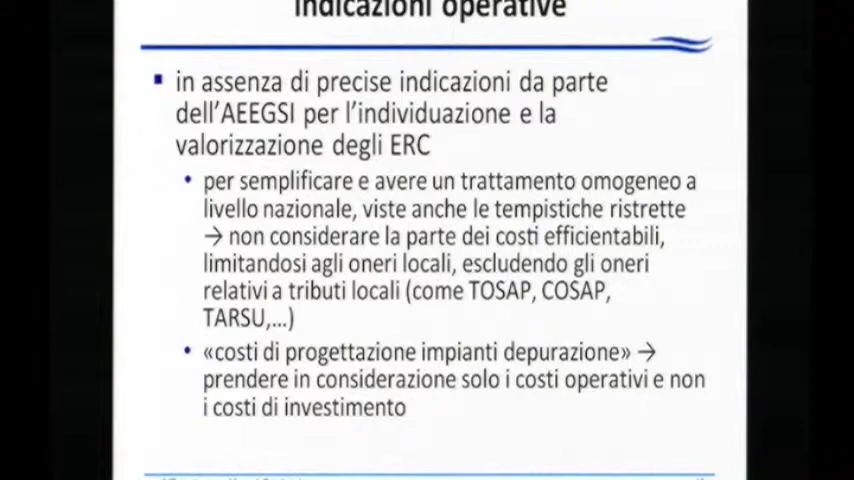 indicazioni operative
in assenza di precise indicazioni da parte
dell'AEEGSI per l'individuazione e la
valorizzazione degli ERC
per semplificare e avere un trattamento omogeneo a
livello nazionale, viste anche le tempistiche ristrette
→ non considerare la parte dei costi efficientabili,
limitandosi agli oneri locali, escludendo gli oneri
relativi a tributi locali (come TOSAP, COSAP,
TARSU,...)
«costi di progettazione impianti depurazione» →
prendere in considerazione solo i costi operativi e non
i costi di investimento